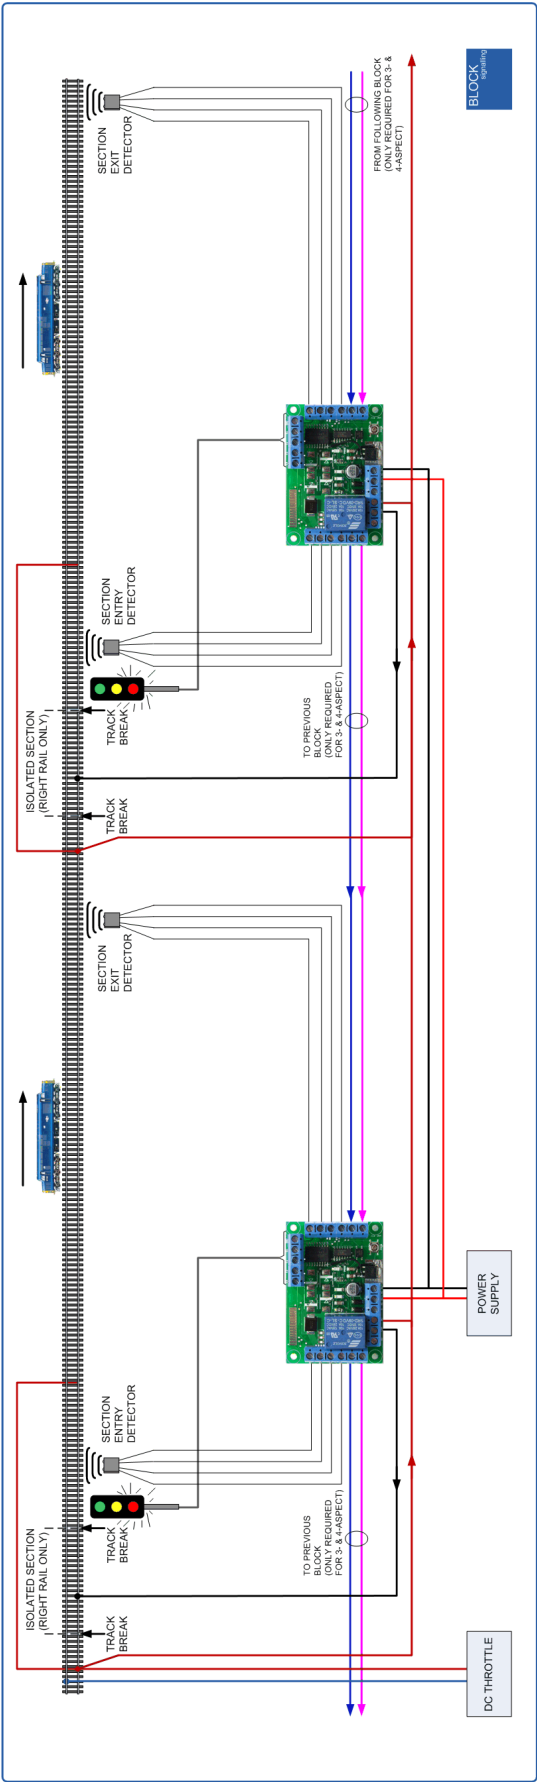 BLOCK
signalling
SECTION
EXIT
DETECTOR
FROM FOLLOWING BLOCK
(ONLY REQUIRED FOR 3- &
4-ASPECT)
SECTION
ENTRY
DETECTOR
ISOLATED SECTION
(RIGHT RAIL ONLY)
TRACK
BREAK
TRACK
BREAK
TO PREVIOUS
BLOCK
(ONLY REQUIRED
FOR 3- & 4-ASPECT)
SECTION
EXIT
DETECTOR
POWER
SUPPLY
SECTION
ENTRY
DETECTOR
ISOLATED SECTION
(RIGHT RAIL ONLY)
TRACK
BREAK
TRACK
BREAK
TO PREVIOUS
BLOCK
(ONLY REQUIRED
FOR 3- & 4-ASPECT)
DC THROTTLE